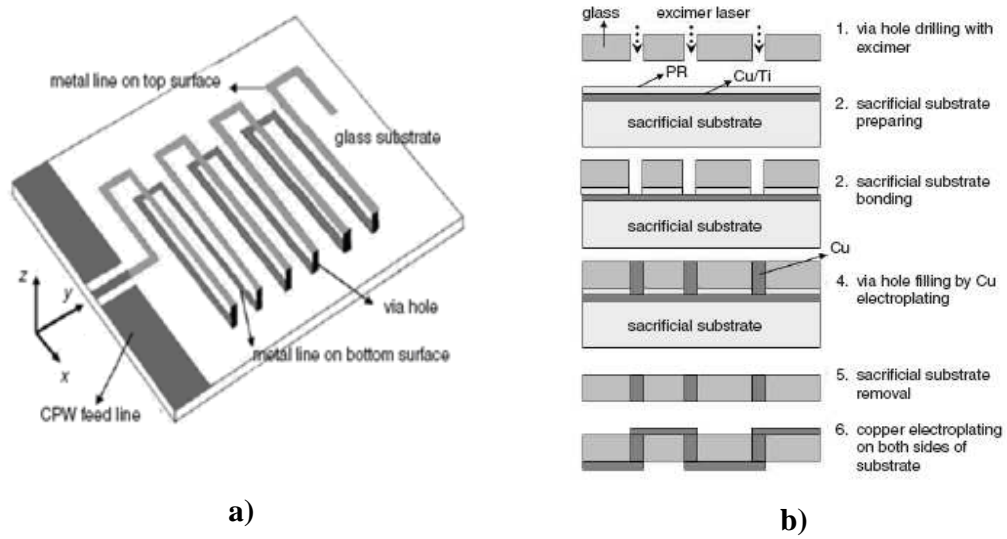 metal line on top surface
glass substrate
z
y
x
via hole
metal line on bottom surface
CPW feed line
a)
glass
excimer laser
1. via hole drilling with
excimer
PR
Cu/Ti
sacrificial substrate
2. sacrificial substrate
preparing
2. sacrificial substrate
bonding
sacrificial substrate
Cu
4. via hole filling by Cu
electroplating
sacrificial substrate
5. sacrificial substrate
removal
6. copper electroplating
on both sides of
substrate
b)